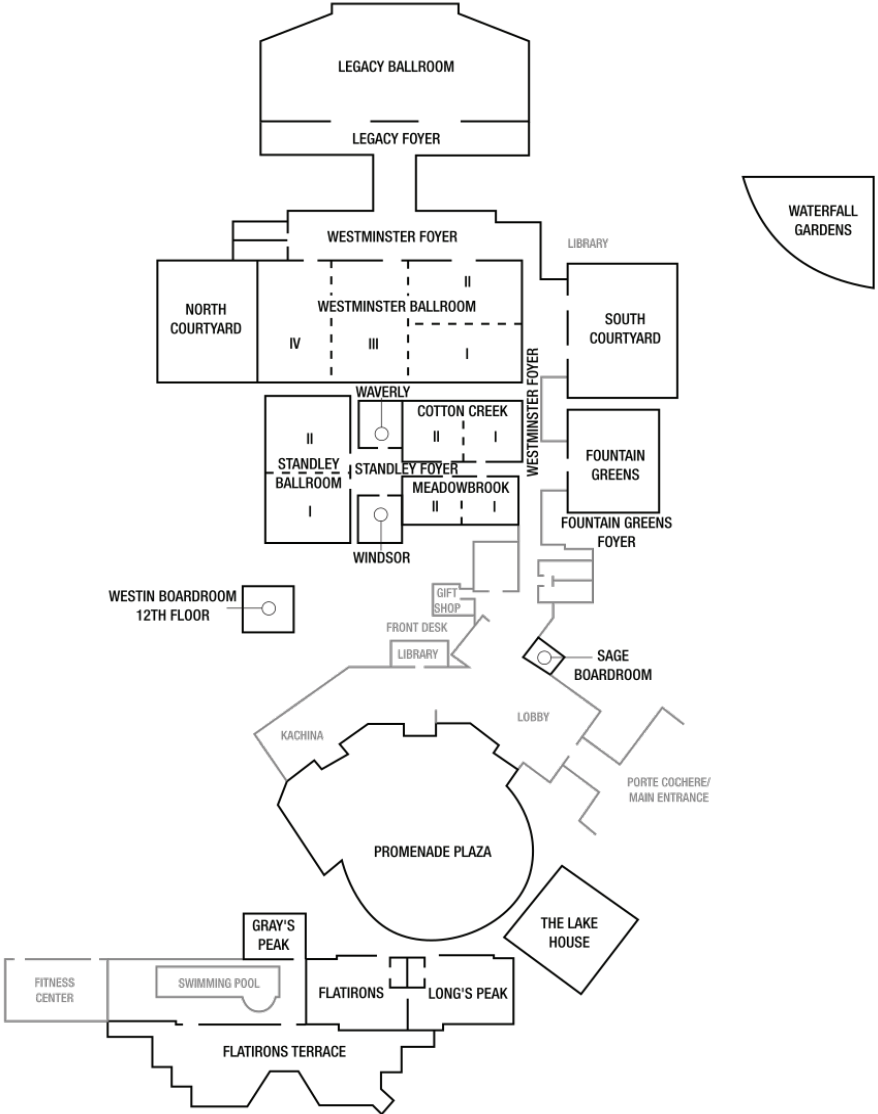 LEGACY BALLROOM
LEGACY FOYER
WATERFALL
GARDENS
WESTMINSTER FOYER
LIBRARY
II
NORTH
COURTYARD
WESTMINSTER BALLROOM
SOUTH
COURTYARD
IV
III
I
WESTMINSTER FOYER
WAVERLY
COTTON CREEK
II
II
I
STANDLEY
BALLROOM
STANDLEY FOYER
FOUNTAIN
GREENS
MEADOWBROOK
I
II
I
FOUNTAIN GREENS
FOYER
WINDSOR
WESTIN BOARDROOM
12TH FLOOR
GIFT
SHOP
FRONT DESK
LIBRARY
SAGE
BOARDROOM
KACHINA
LOBBY
PORTE COCHERE/
MAIN ENTRANCE
PROMENADE PLAZA
GRAY'S
PEAK
THE LAKE
HOUSE
FITNESS
CENTER
SWIMMING POOL
FLATIRONS
LONG'S PEAK
FLATIRONS TERRACE